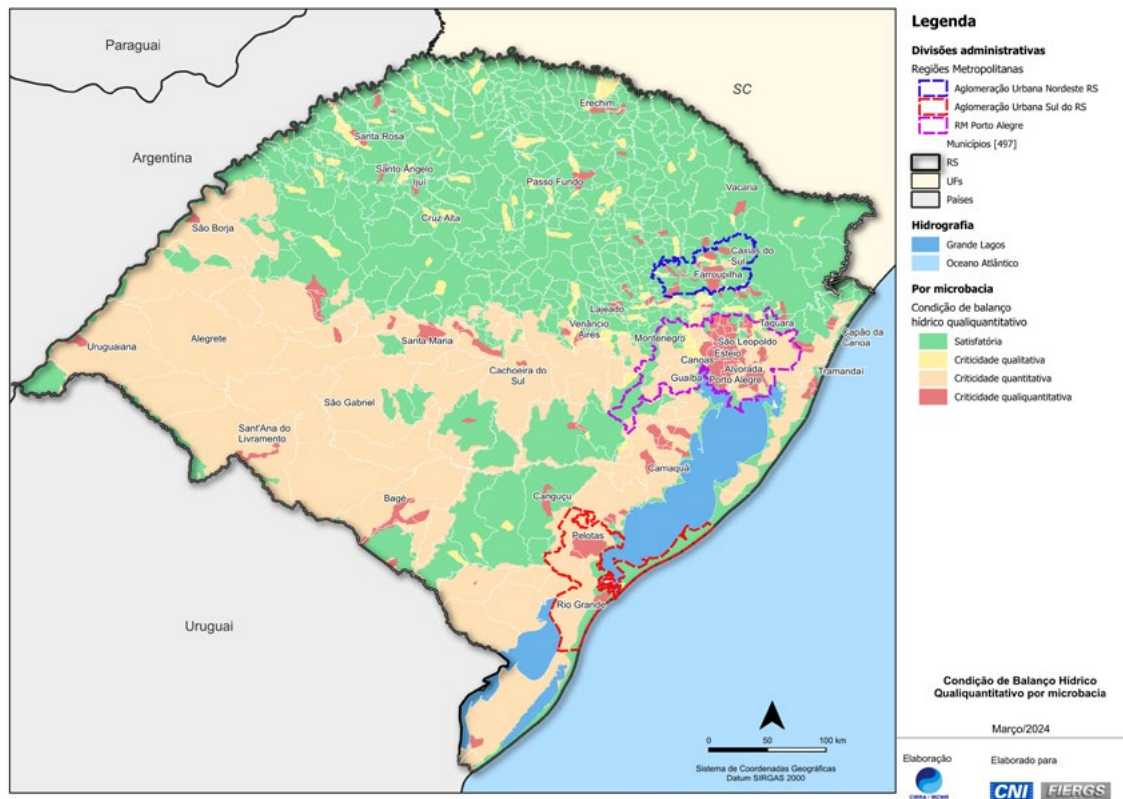 Paraguai
SC
Argentina
Erechim
Santa Rosa
Santo Ângelo
Ijuí
Passo Fundo
Vacaria
Cruz Alta
São Borja
Caxias do
Sul
Farroupilha
Lajeado
Venâncio
Aires
Montenegro
Taquara
São Leopoldo
Esteio
Canoas
Alvorada
Guaíba
Porto Alegre
Capão da
Canoa
Tramandaí
Uruguaiana
Alegrete
Santa Maria
Cachoeira do
Sul
São Gabriel
Sant'Ana do
Livramento
Camaquã
Bagé
Canguçu
Pelotas
Rio Grande
Uruguai
0 50 100 km
Sistema de Coordenadas Geográficas
Datum SIRGAS 2000
Legenda
Divisões administrativas
Regiões Metropolitanas
Aglomeração Urbana Nordeste RS
Aglomeração Urbana Sul do RS
RM Porto Alegre
Municípios [497]
RS
UFs
Países
Hidrografia
Grande Lagos
Oceano Atlântico
Por microbacia
Condição de balanço
hídrico qualiquantitativo
Satisfatória
Criticidade qualitativa
Criticidade quantitativa
Criticidade qualiquantitativa
Condição de Balanço Hídrico
Qualiquantitativo por microbacia
Março/2024
Elaboração
Elaborado para
CNI FIERGS